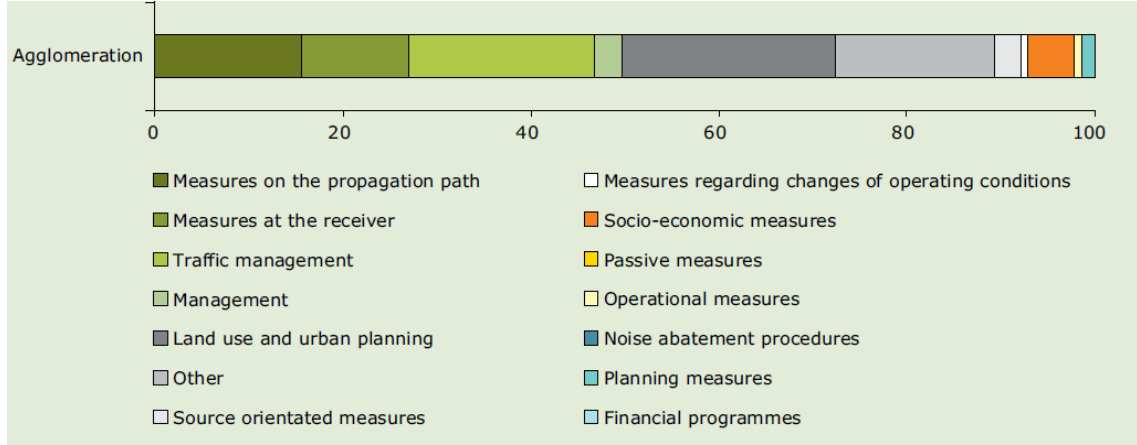 Agglomeration
0 20 40 60 80 100
Measures on the propagation path
Measures at the receiver
Traffic management
Management
Land use and urban planning
Other
Source orientated measures
Measures regarding changes of operating conditions
Socio-economic measures
Passive measures
Operational measures
Noise abatement procedures
Planning measures
Financial programmes